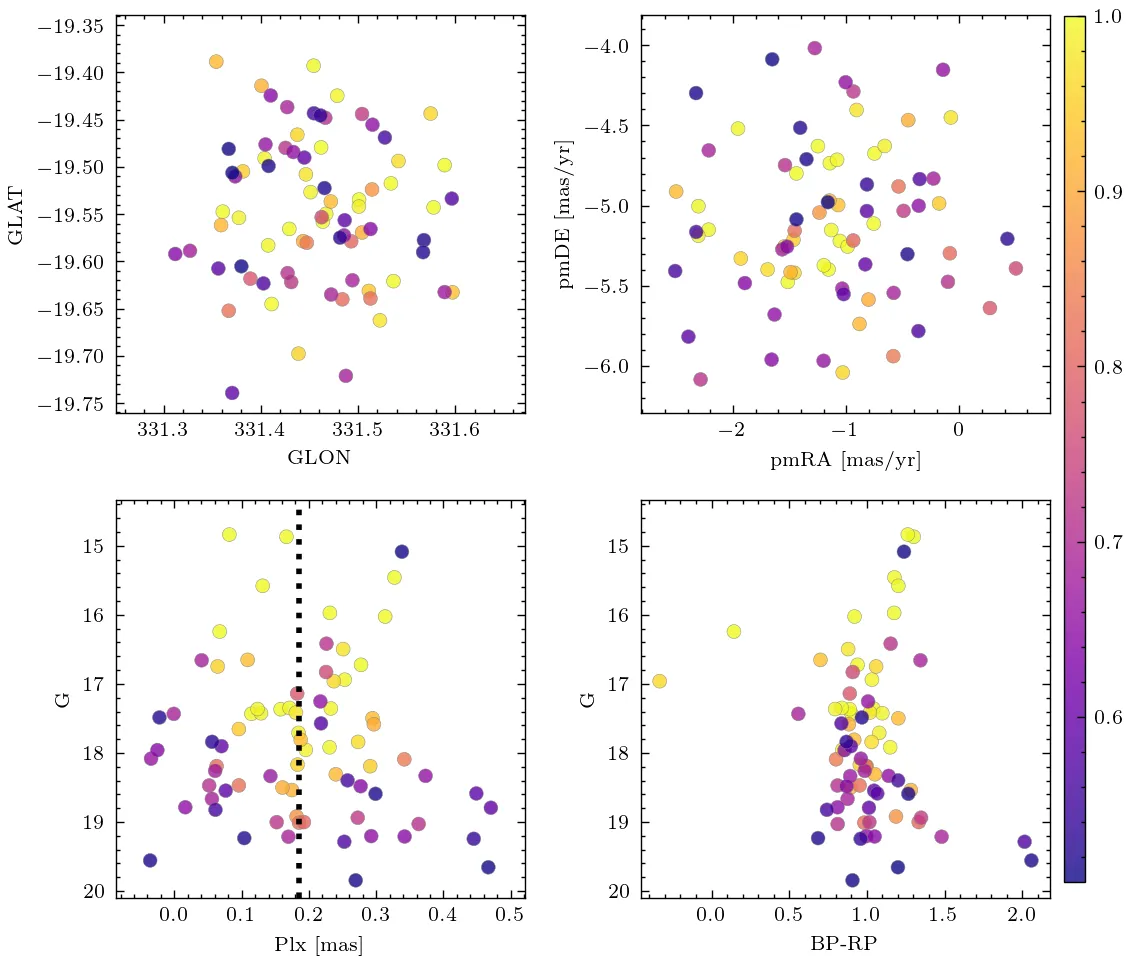 −19.35
−19.40
−19.45
−19.50
−19.55
−19.60
−19.65
−19.70
−19.75
GLAT
331.3 331.4 331.5 331.6
GLON
−4.0
−4.5
−5.0
−5.5
−6.0
pmDE [mas/yr]
−2 −1 0
pmRA [mas/yr]
1.0
0.9
0.8
0.7
0.6
15
16
17
18
19
20
G
0.0 0.1 0.2 0.3 0.4 0.5
Plx [mas]
15
16
17
18
19
20
G
0.0 0.5 1.0 1.5 2.0
BP-RP